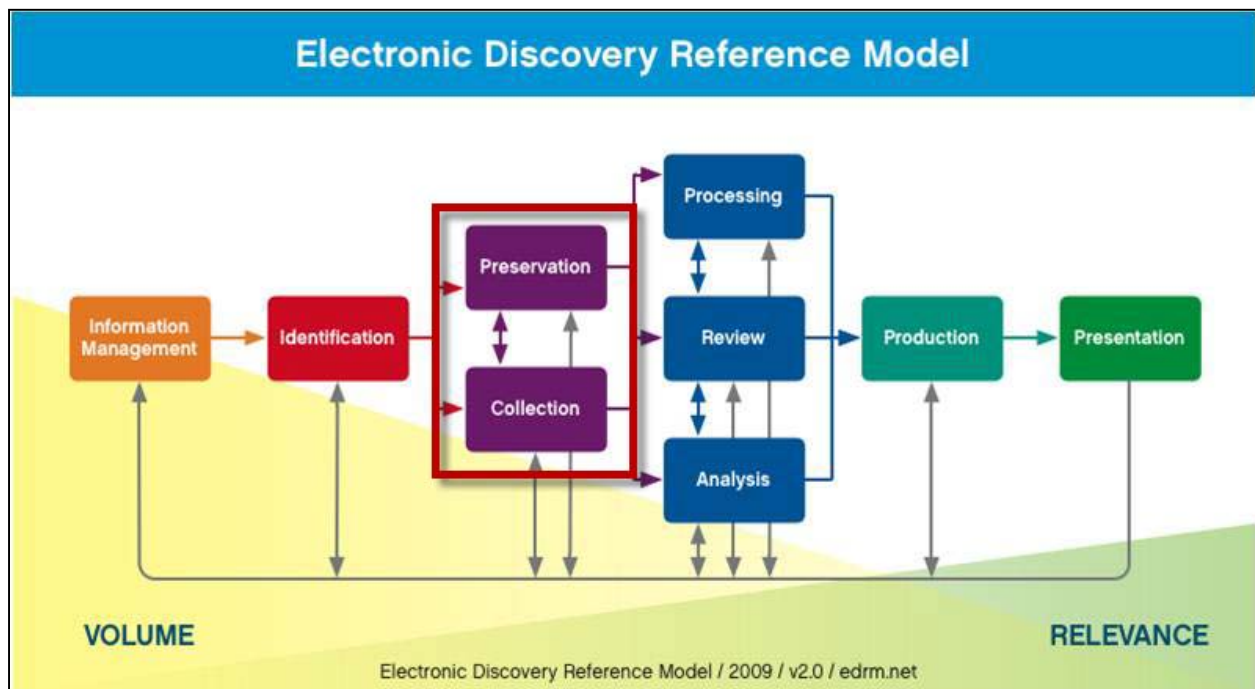 Electronic Discovery Reference Model
Processing
Preservation
Information
Management
Identification
Review
Production
Presentation
Collection
Analysis
VOLUME
RELEVANCE
Electronic Discovery Reference Model / 2009 / v2.0 / edrm.net